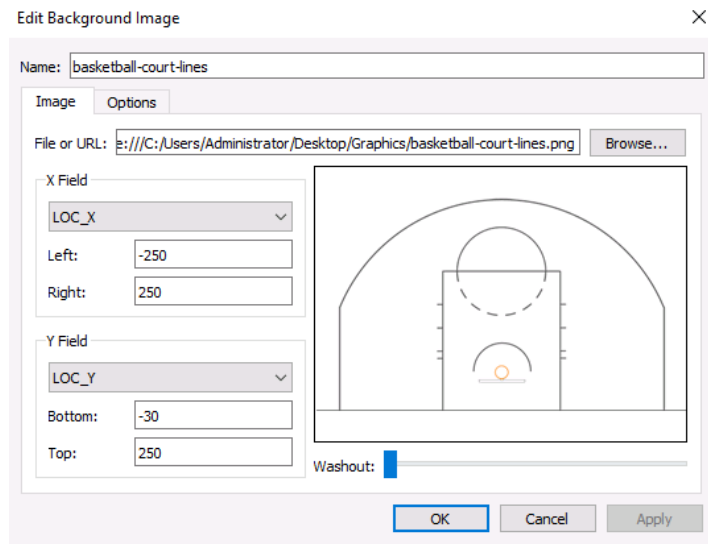 Edit Background Image
Name: basketball-court-lines
Image Options
File or URL: e:///C:/Users/Administrator/Desktop/Graphics/basketball-court-lines.png Browse...
X Field
LOC_X
Left: -250
Right: 250
Y Field
LOC_Y
Bottom: -30
Top: 250
Washout:
OK Cancel Apply